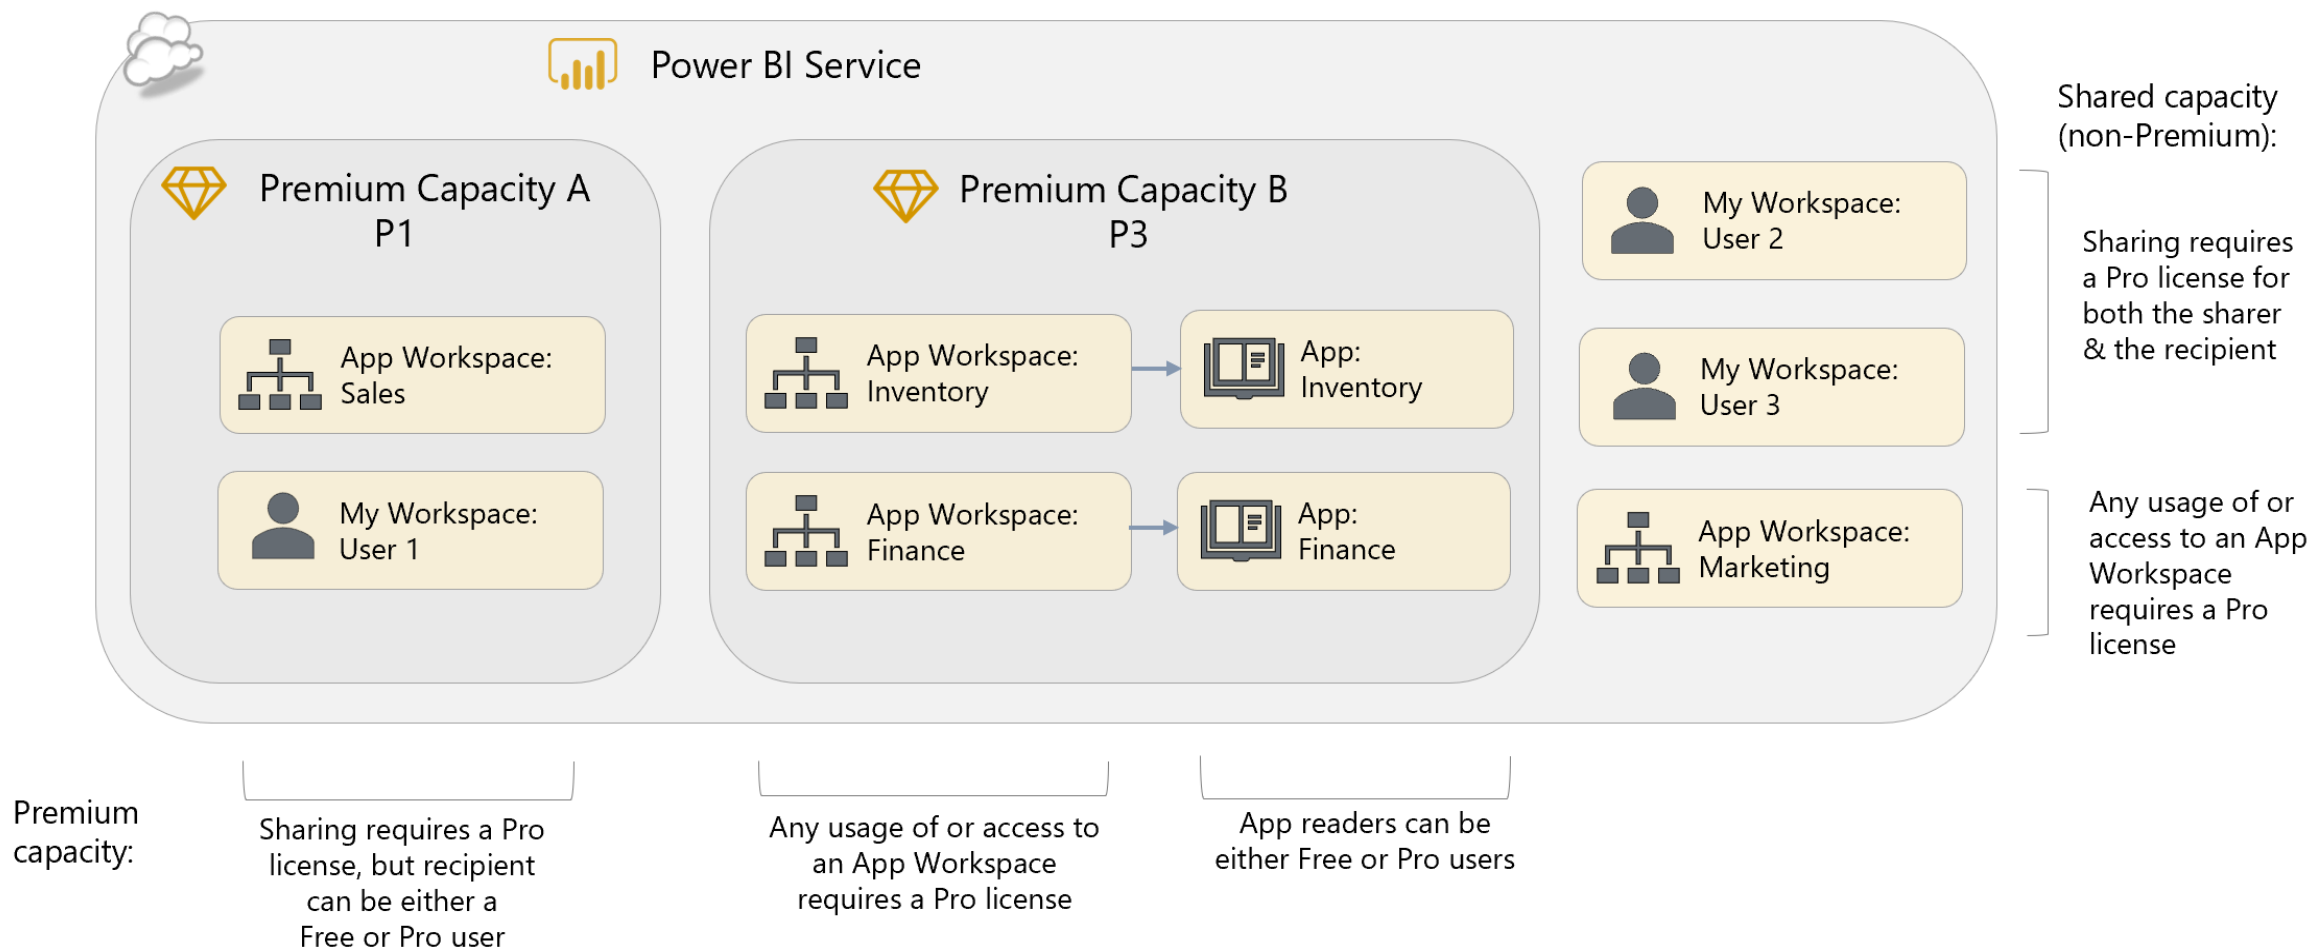 Power BI Service
Shared capacity
(non-Premium):
Premium Capacity A
P1
App Workspace:
Sales
My Workspace:
User 1
Premium Capacity B
P3
App Workspace:
Inventory
App:
Inventory
App Workspace:
Finance
App:
Finance
My Workspace:
User 2
My Workspace:
User 3
App Workspace:
Marketing
Sharing requires
a Pro license for
both the sharer
& the recipient
Any usage of or
access to an App
Workspace
requires a Pro
license
Premium
capacity:
Sharing requires a Pro
license, but recipient
can be either a
Free or Pro user
Any usage of or access to
an App Workspace
requires a Pro license
App readers can be
either Free or Pro users